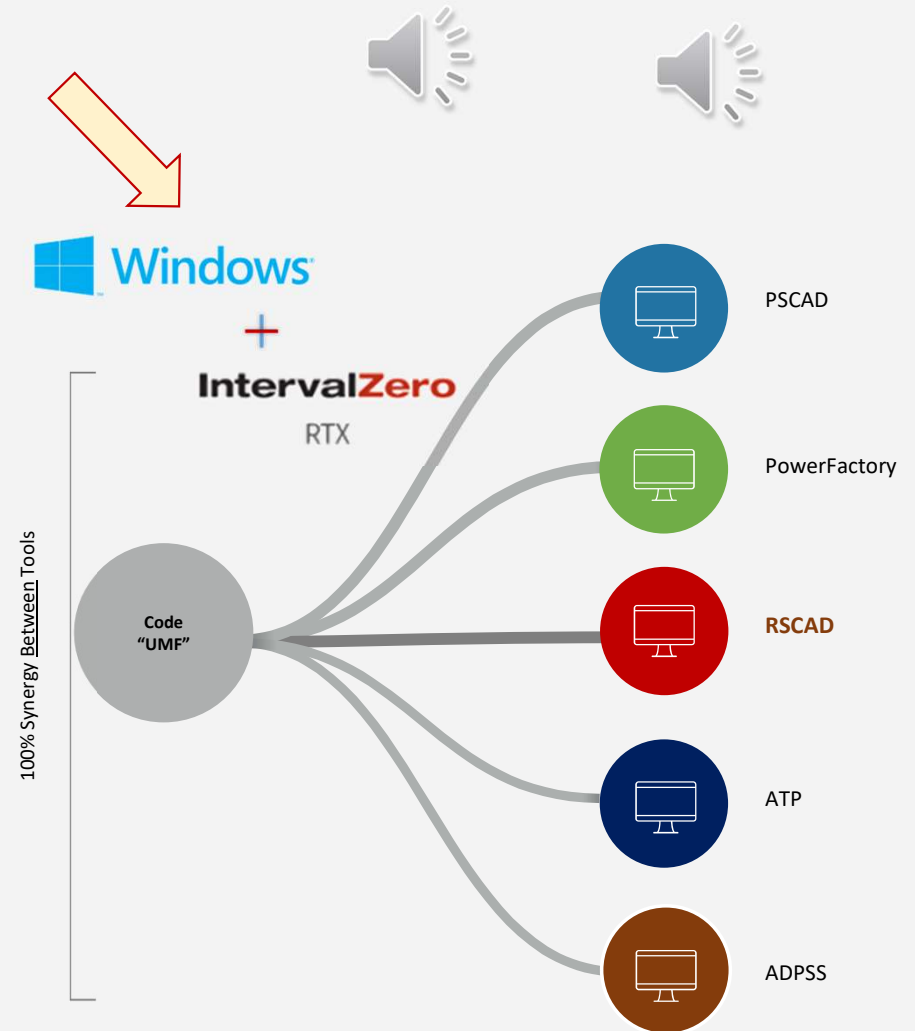 Windows
+
IntervalZero
RTX
PSCAD
PowerFactory
100% Synergy Between Tools
Code
“UMF”
RSCAD
ATP
ADPSS